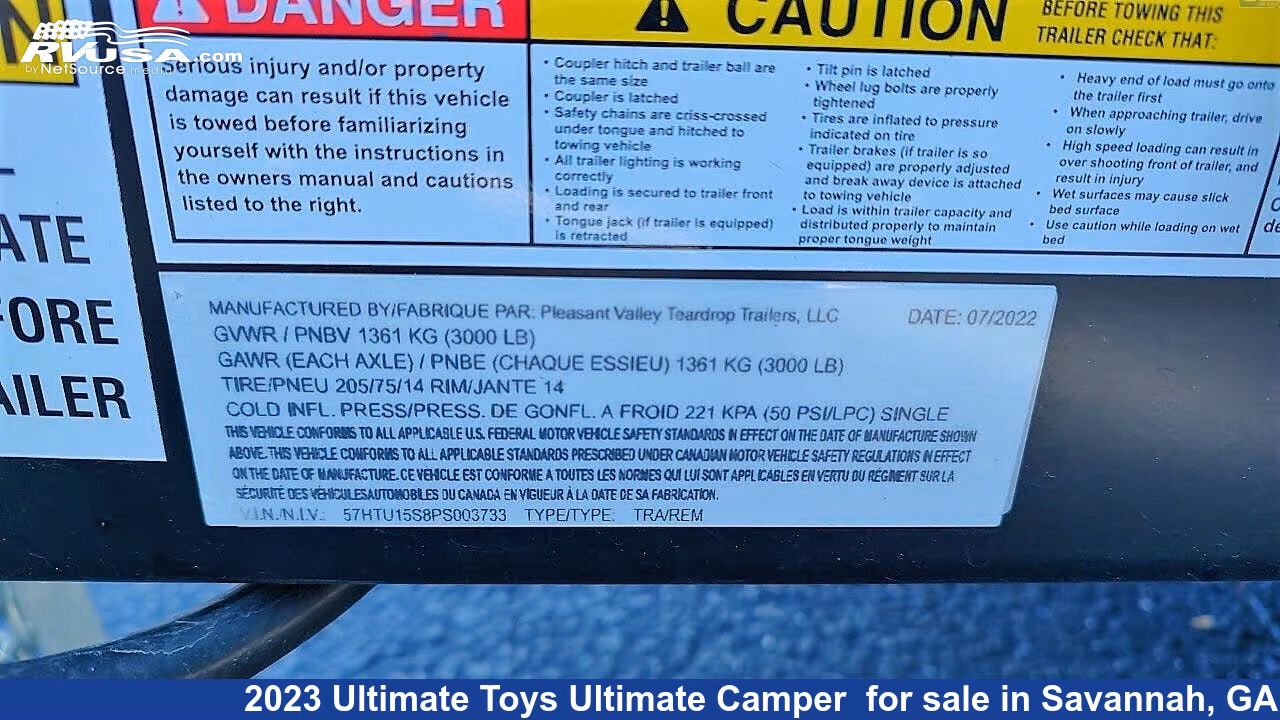 DANGER
CAUTION
BEFORE TOWING THIS
TRAILER CHECK THAT:
RVUSA.com
by NetSource media
Serious injury and/or property
damage can result if this vehicle
is towed before familiarizing
yourself with the instructions in
the owners manual and cautions
listed to the right.
• Coupler hitch and trailer ball are
the same size
• Coupler is latched
• Safety chains are criss-crossed
under tongue and hitched to
towing vehicle
• All trailer lighting is working
correctly
• Loading is secured to trailer front
and rear
• Tongue jack (if trailer is equipped)
is retracted
• Tilt pin is latched
• Wheel lug bolts are properly
tightened
• Tires are inflated to pressure
indicated on tire
• Trailer brakes (if trailer is so
equipped) are properly adjusted
and break away device is attached
to towing vehicle
• Load is within trailer capacity and
distributed properly to maintain
proper tongue weight
• Heavy end of load must go onto
the trailer first
• When approaching trailer, drive
on slowly
• High speed loading can result in
over shooting front of trailer, and
result in injury
• Wet surfaces may cause slick
bed surface
• Use caution while loading on wet
bed
ATE
FORE
AILER
MANUFACTURED BY/FABRIQUE PAR: Pleasant Valley Teardrop Trailers, LLC DATE: 07/2022
GVWR / PNBV 1361 KG (3000 LB)
GAWR (EACH AXLE) / PNBE (CHAQUE ESSIEU) 1361 KG (3000 LB)
TIRE/PNEU 205/75/14 RIM/JANTE 14
COLD INFL. PRESS/PRESS. DE GONFL. A FROID 221 KPA (50 PSI/LPC) SINGLE
THIS VEHICLE CONFORMS TO ALL APPLICABLE U.S. FEDERAL MOTOR VEHICLE SAFETY STANDARDS IN EFFECT ON THE DATE OF MANUFACTURE SHOWN
ABOVE. THIS VEHICLE COMFORMS TO ALL APPLICABLE STANDARDS PRESCRIBED UNDER CANADIAN MOTOR VEHICLE SAFETY REGULATIONS IN EFFECT
ON THE DATE OF MANUFACTURE. CE VEHICLE EST CONFORME A TOUTES LES NORMES QUI LUI SONT APPLICABLES EN VERTU DU RÉGIMENT SUR LA
SÉCURITÉ DES VÉHICULESAUTOMOBILES DU CANADA EN VIGUEUR À LA DATE DE SA FABRICATION.
V.I.N./N.I.V.: 57HTU15S8PS003733 TYPE/TYPE: TRA/REM
2023 Ultimate Toys Ultimate Camper for sale in Savannah, GA